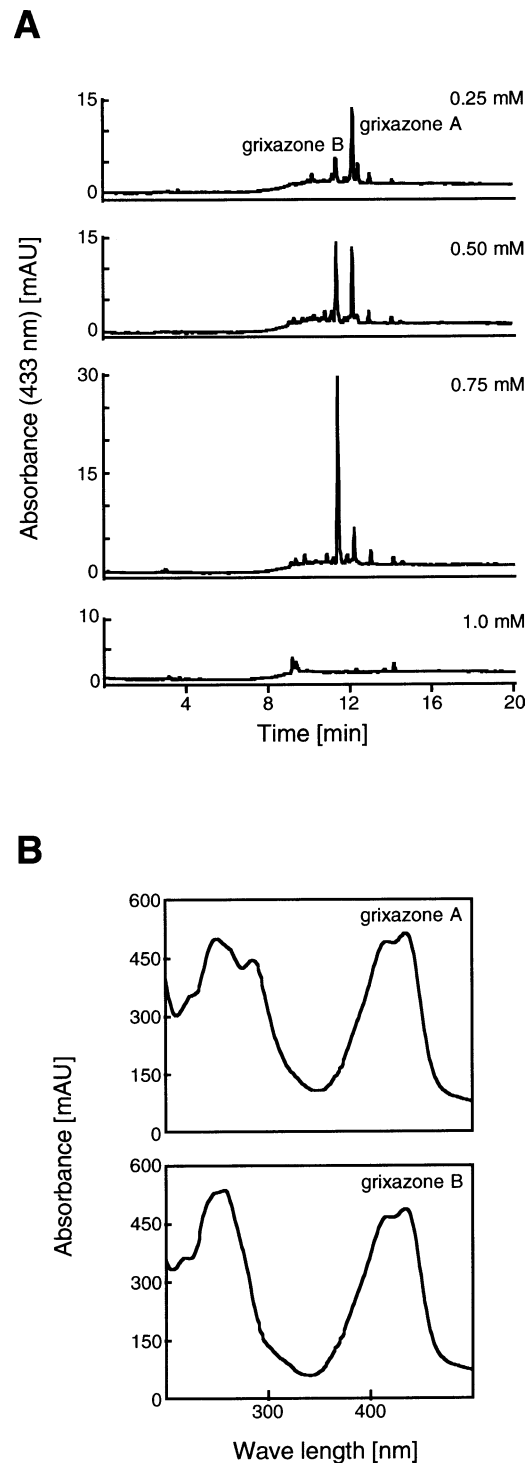 A
15
0.25 mM
grixazone A
grixazone B
0
15
0.50 mM
0
30
0.75 mM
15
0
10
1.0 mM
0
4 8 12 16 20
Time [min]
Absorbance (433 nm) [mAU]
B
600
grixazone A
450
300
150
0
600
grixazone B
450
300
150
0
300 400
Wave length [nm]
Absorbance [mAU]